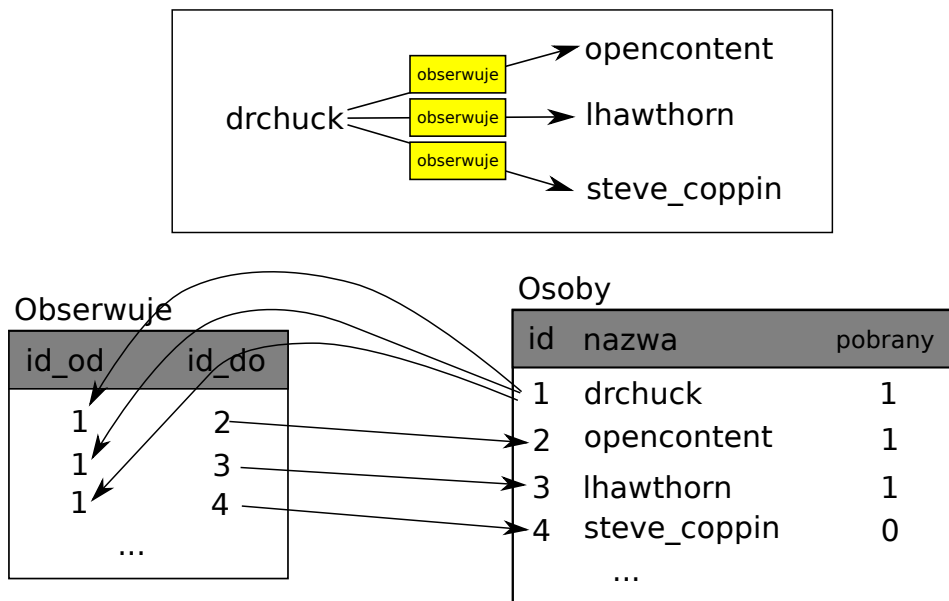 opencontent
obserwuje
drchuck
obserwuje
lhawthorn
obserwuje
steve_coppin
Obserwuje
id_od id_do
1 2
1 3
1 4
...
Osoby
id nazwa pobrany
1 drchuck 1
2 opencontent 1
3 lhawthorn 1
4 steve_coppin 0
...